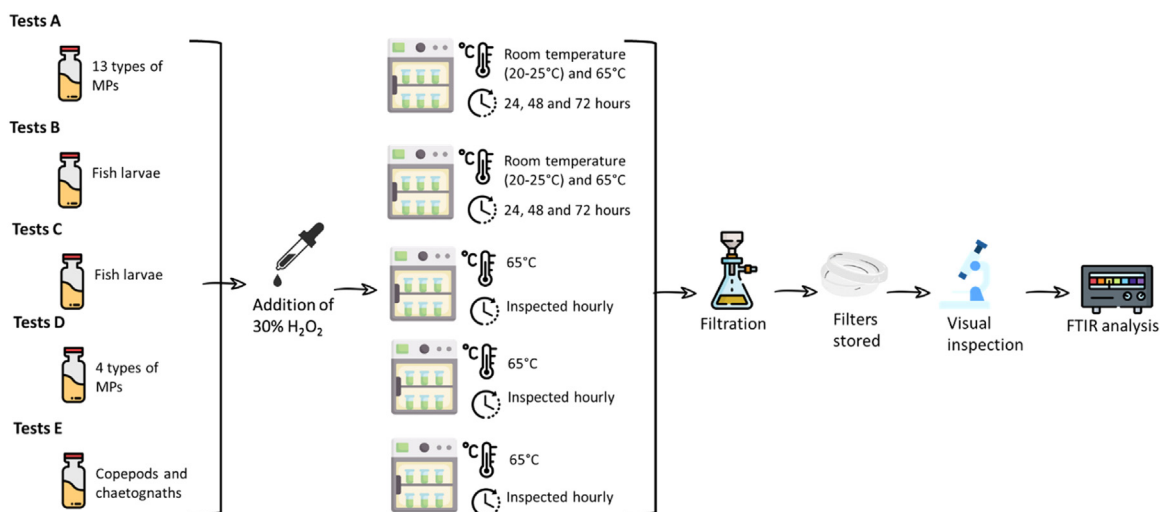 Tests A
13 types of
MPs
Tests B
Fish larvae
Tests C
Fish larvae
Tests D
4 types of
MPs
Tests E
Copepods and
chaetognaths
Addition of
30% H₂O₂
°C
Room temperature
(20-25°C) and 65°C
24, 48 and 72 hours
°C
Room temperature
(20-25°C) and 65°C
24, 48 and 72 hours
°C
65°C
Inspected hourly
°C
65°C
Inspected hourly
°C
65°C
Inspected hourly
Filtration
Filters
stored
Visual
inspection
FTIR analysis